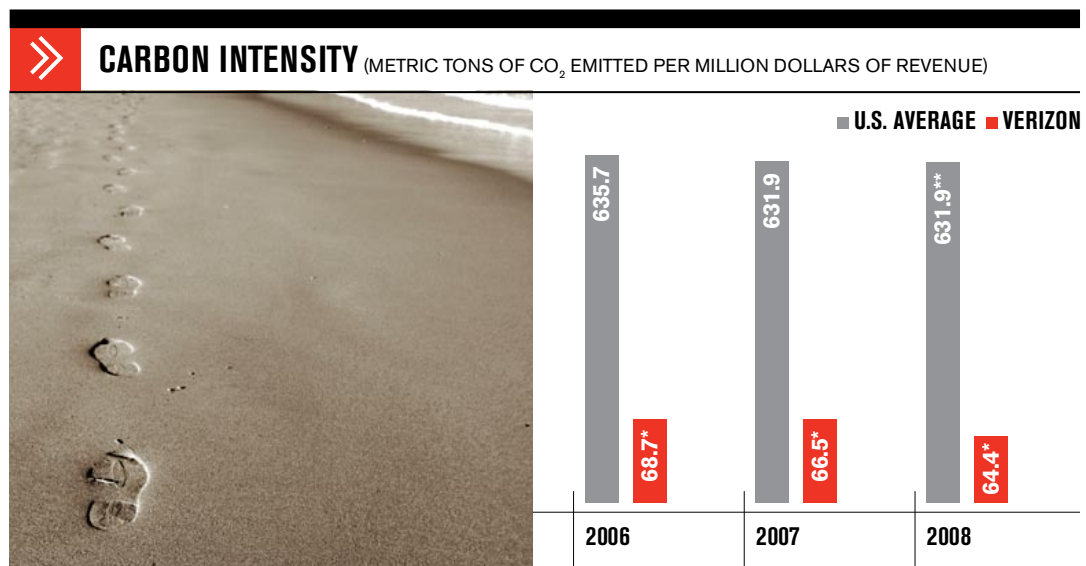 CARBON INTENSITY (METRIC TONS OF CO₂ EMITTED PER MILLION DOLLARS OF REVENUE)
U.S. AVERAGE VERIZON
635.7
68.7*
631.9
66.5*
631.9**
64.4*
2006 2007 2008